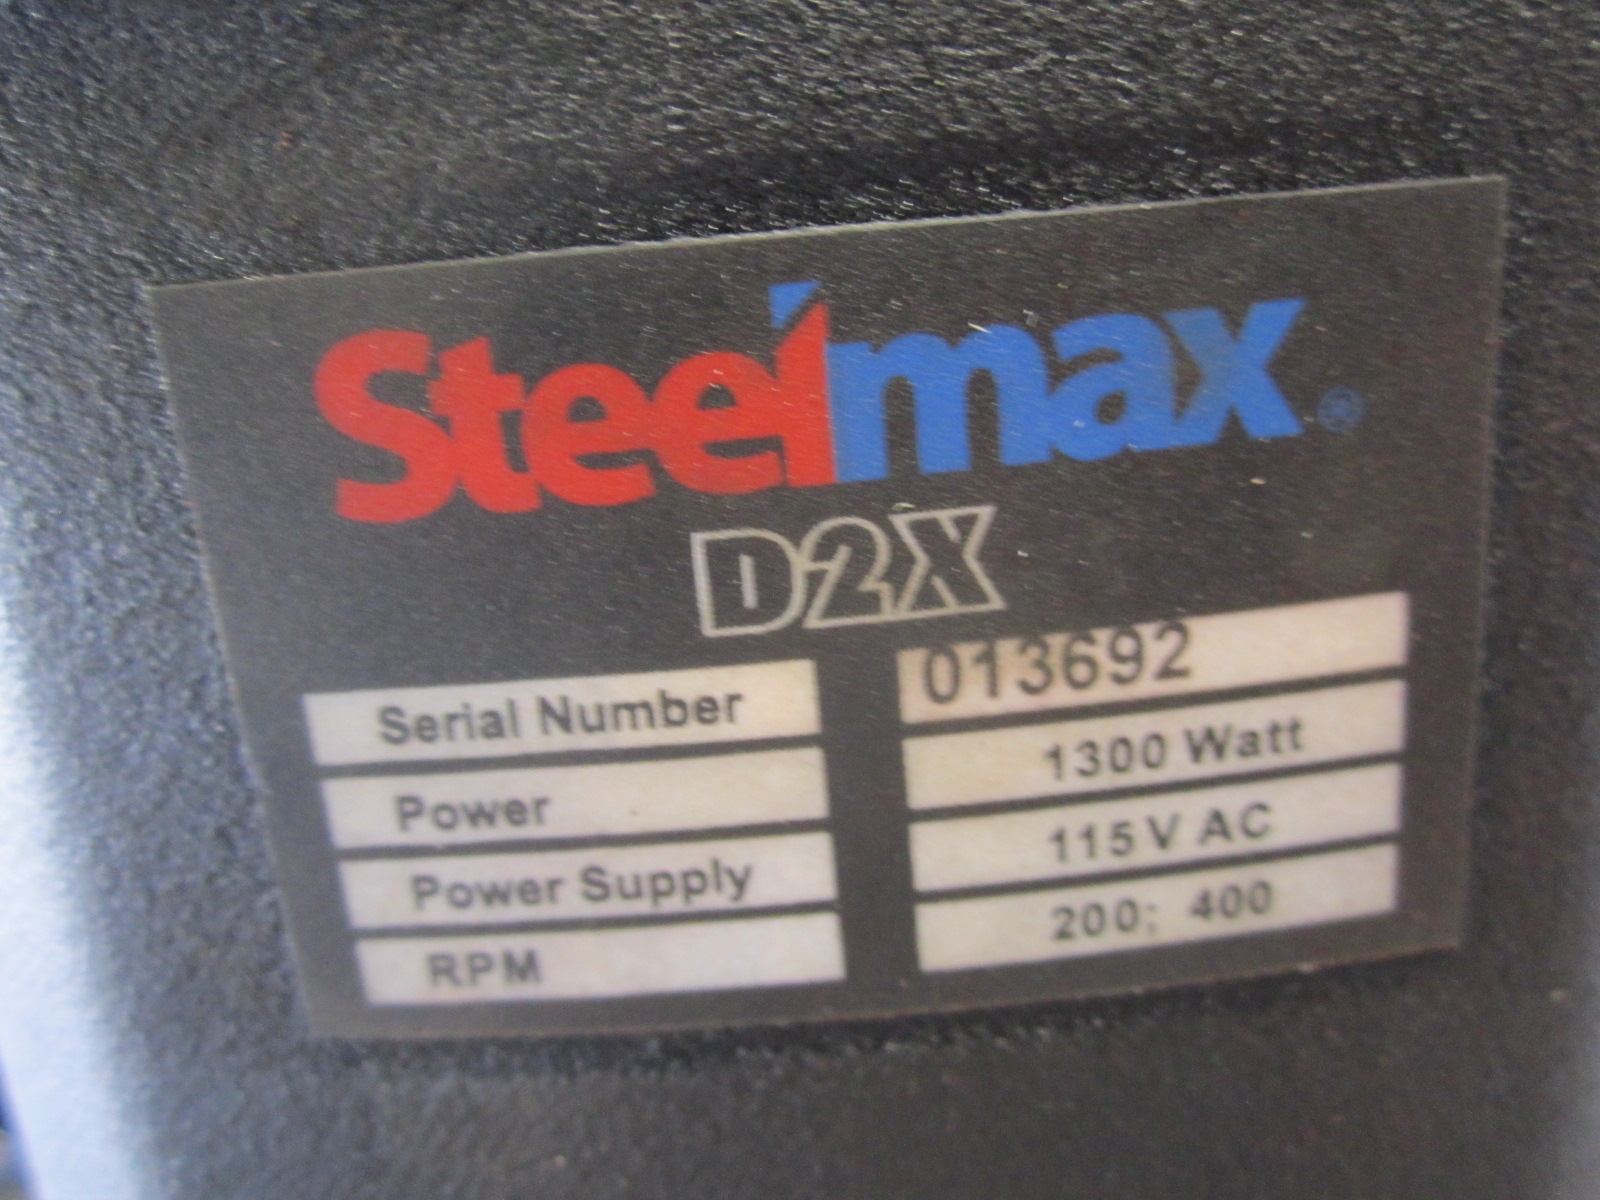 Steelmax®
D2X
Serial Number 013692
Power 1300 Watt
Power Supply 115V AC
RPM 200; 400